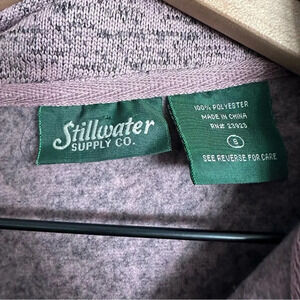 Stillwater
SUPPLY CO.
100% POLYESTER
MADE IN CHINA
RN# 23923
S
SEE REVERSE FOR CARE